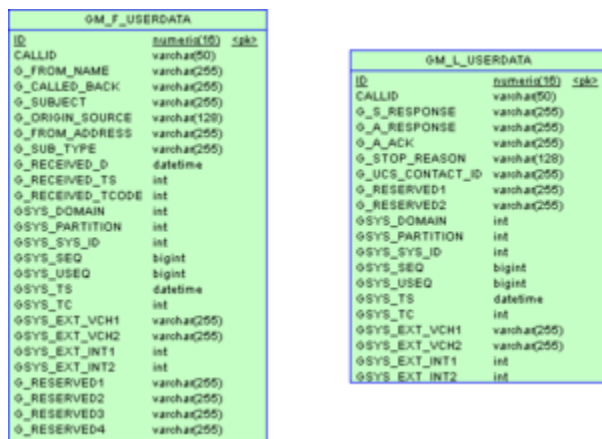 GM_F_USERDATA
ID numeric(16) <pk>
CALLID varchar(50)
G_FROM_NAME varchar(255)
G_CALLED_BACK varchar(255)
G_SUBJECT varchar(255)
G_ORIGIN_SOURCE varchar(128)
G_FROM_ADDRESS varchar(255)
G_SUB_TYPE varchar(255)
G_RECEIVED_D datetime
G_RECEIVED_TS int
G_RECEIVED_TCODE int
GSYS_DOMAIN int
GSYS_PARTITION int
GSYS_SYS_ID int
GSYS_SEQ bigint
GSYS_USEQ bigint
GSYS_TS datetime
GSYS_TC int
GSYS_EXT_VCH1 varchar(255)
GSYS_EXT_VCH2 varchar(255)
GSYS_EXT_INT1 int
GSYS_EXT_INT2 int
G_RESERVED1 varchar(255)
G_RESERVED2 varchar(255)
G_RESERVED3 varchar(255)
G_RESERVED4 varchar(255)
GM_L_USERDATA
ID numeric(16) <pk>
CALLID varchar(50)
G_S_RESPONSE varchar(255)
G_A_RESPONSE varchar(255)
G_A_ACK varchar(255)
G_STOP_REASON varchar(128)
G_UCS_CONTACT_ID varchar(255)
G_RESERVED1 varchar(255)
G_RESERVED2 varchar(255)
GSYS_DOMAIN int
GSYS_PARTITION int
GSYS_SYS_ID int
GSYS_SEQ bigint
GSYS_USEQ bigint
GSYS_TS datetime
GSYS_TC int
GSYS_EXT_VCH1 varchar(255)
GSYS_EXT_VCH2 varchar(255)
GSYS_EXT_INT1 int
GSYS_EXT_INT2 int